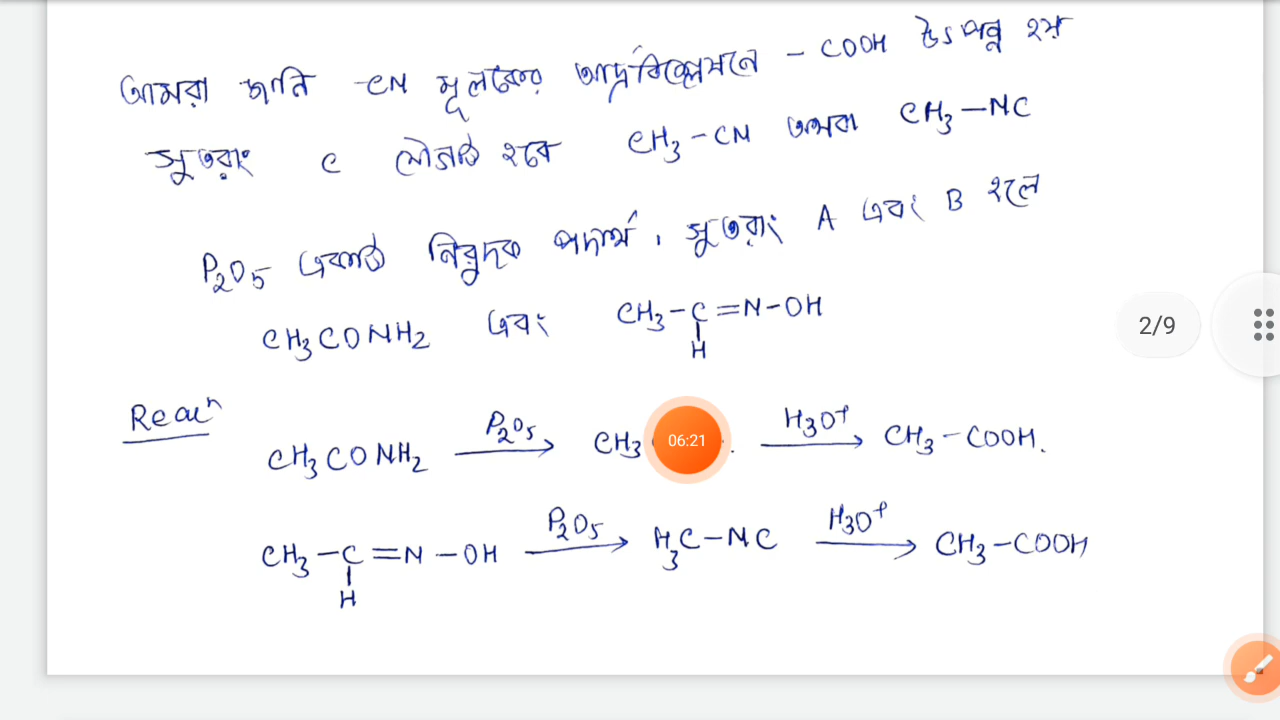 আমরা জানি -CN মূলকের আর্দ্রবিশ্লেষনে – COOH উৎপন্ন হয়
সুতরাং C যৌগটি হবে CH₃–CN অথবা CH₃–NC
P₂O₅ একটি নিরুদক পদার্থ, সুতরাং A এবং B হলে
CH₃CONH₂ এবং CH₃–C=N–OH
H
Reacⁿ
CH₃CONH₂ P₂O₅ → CH₃ 06:21 . H₃O⁺ → CH₃–COOH.
CH₃–C=N–OH P₂O₅ → H₃C–NC H₃O⁺ → CH₃–COOH
H
2/9